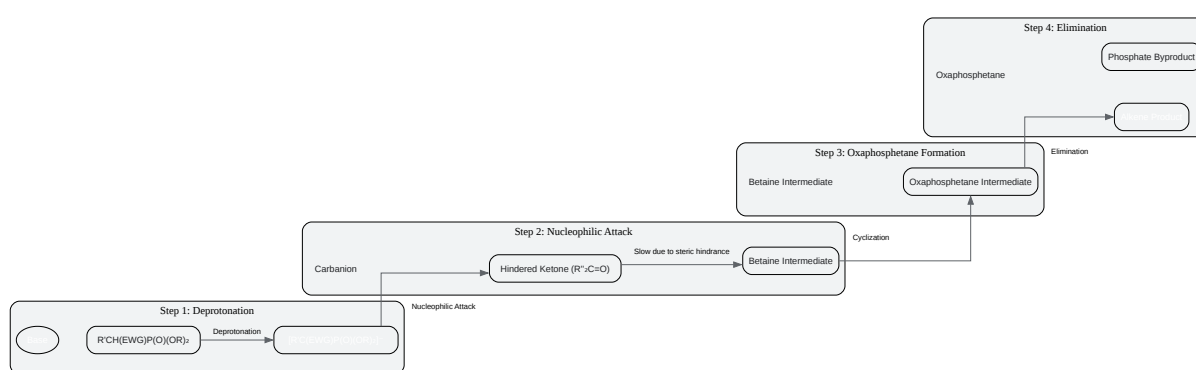 Step 4: Elimination
Phosphate Byproduct
Oxaphosphetane
Alkene Product
Elimination
Step 3: Oxaphosphetane Formation
Betaine Intermediate
Oxaphosphetane Intermediate
Cyclization
Step 2: Nucleophilic Attack
Carbanion
Hindered Ketone (R''₂C=O)
Slow due to steric hindrance
Betaine Intermediate
Nucleophilic Attack
Step 1: Deprotonation
R'CH(EWG)P(O)(OR)₂
Deprotonation